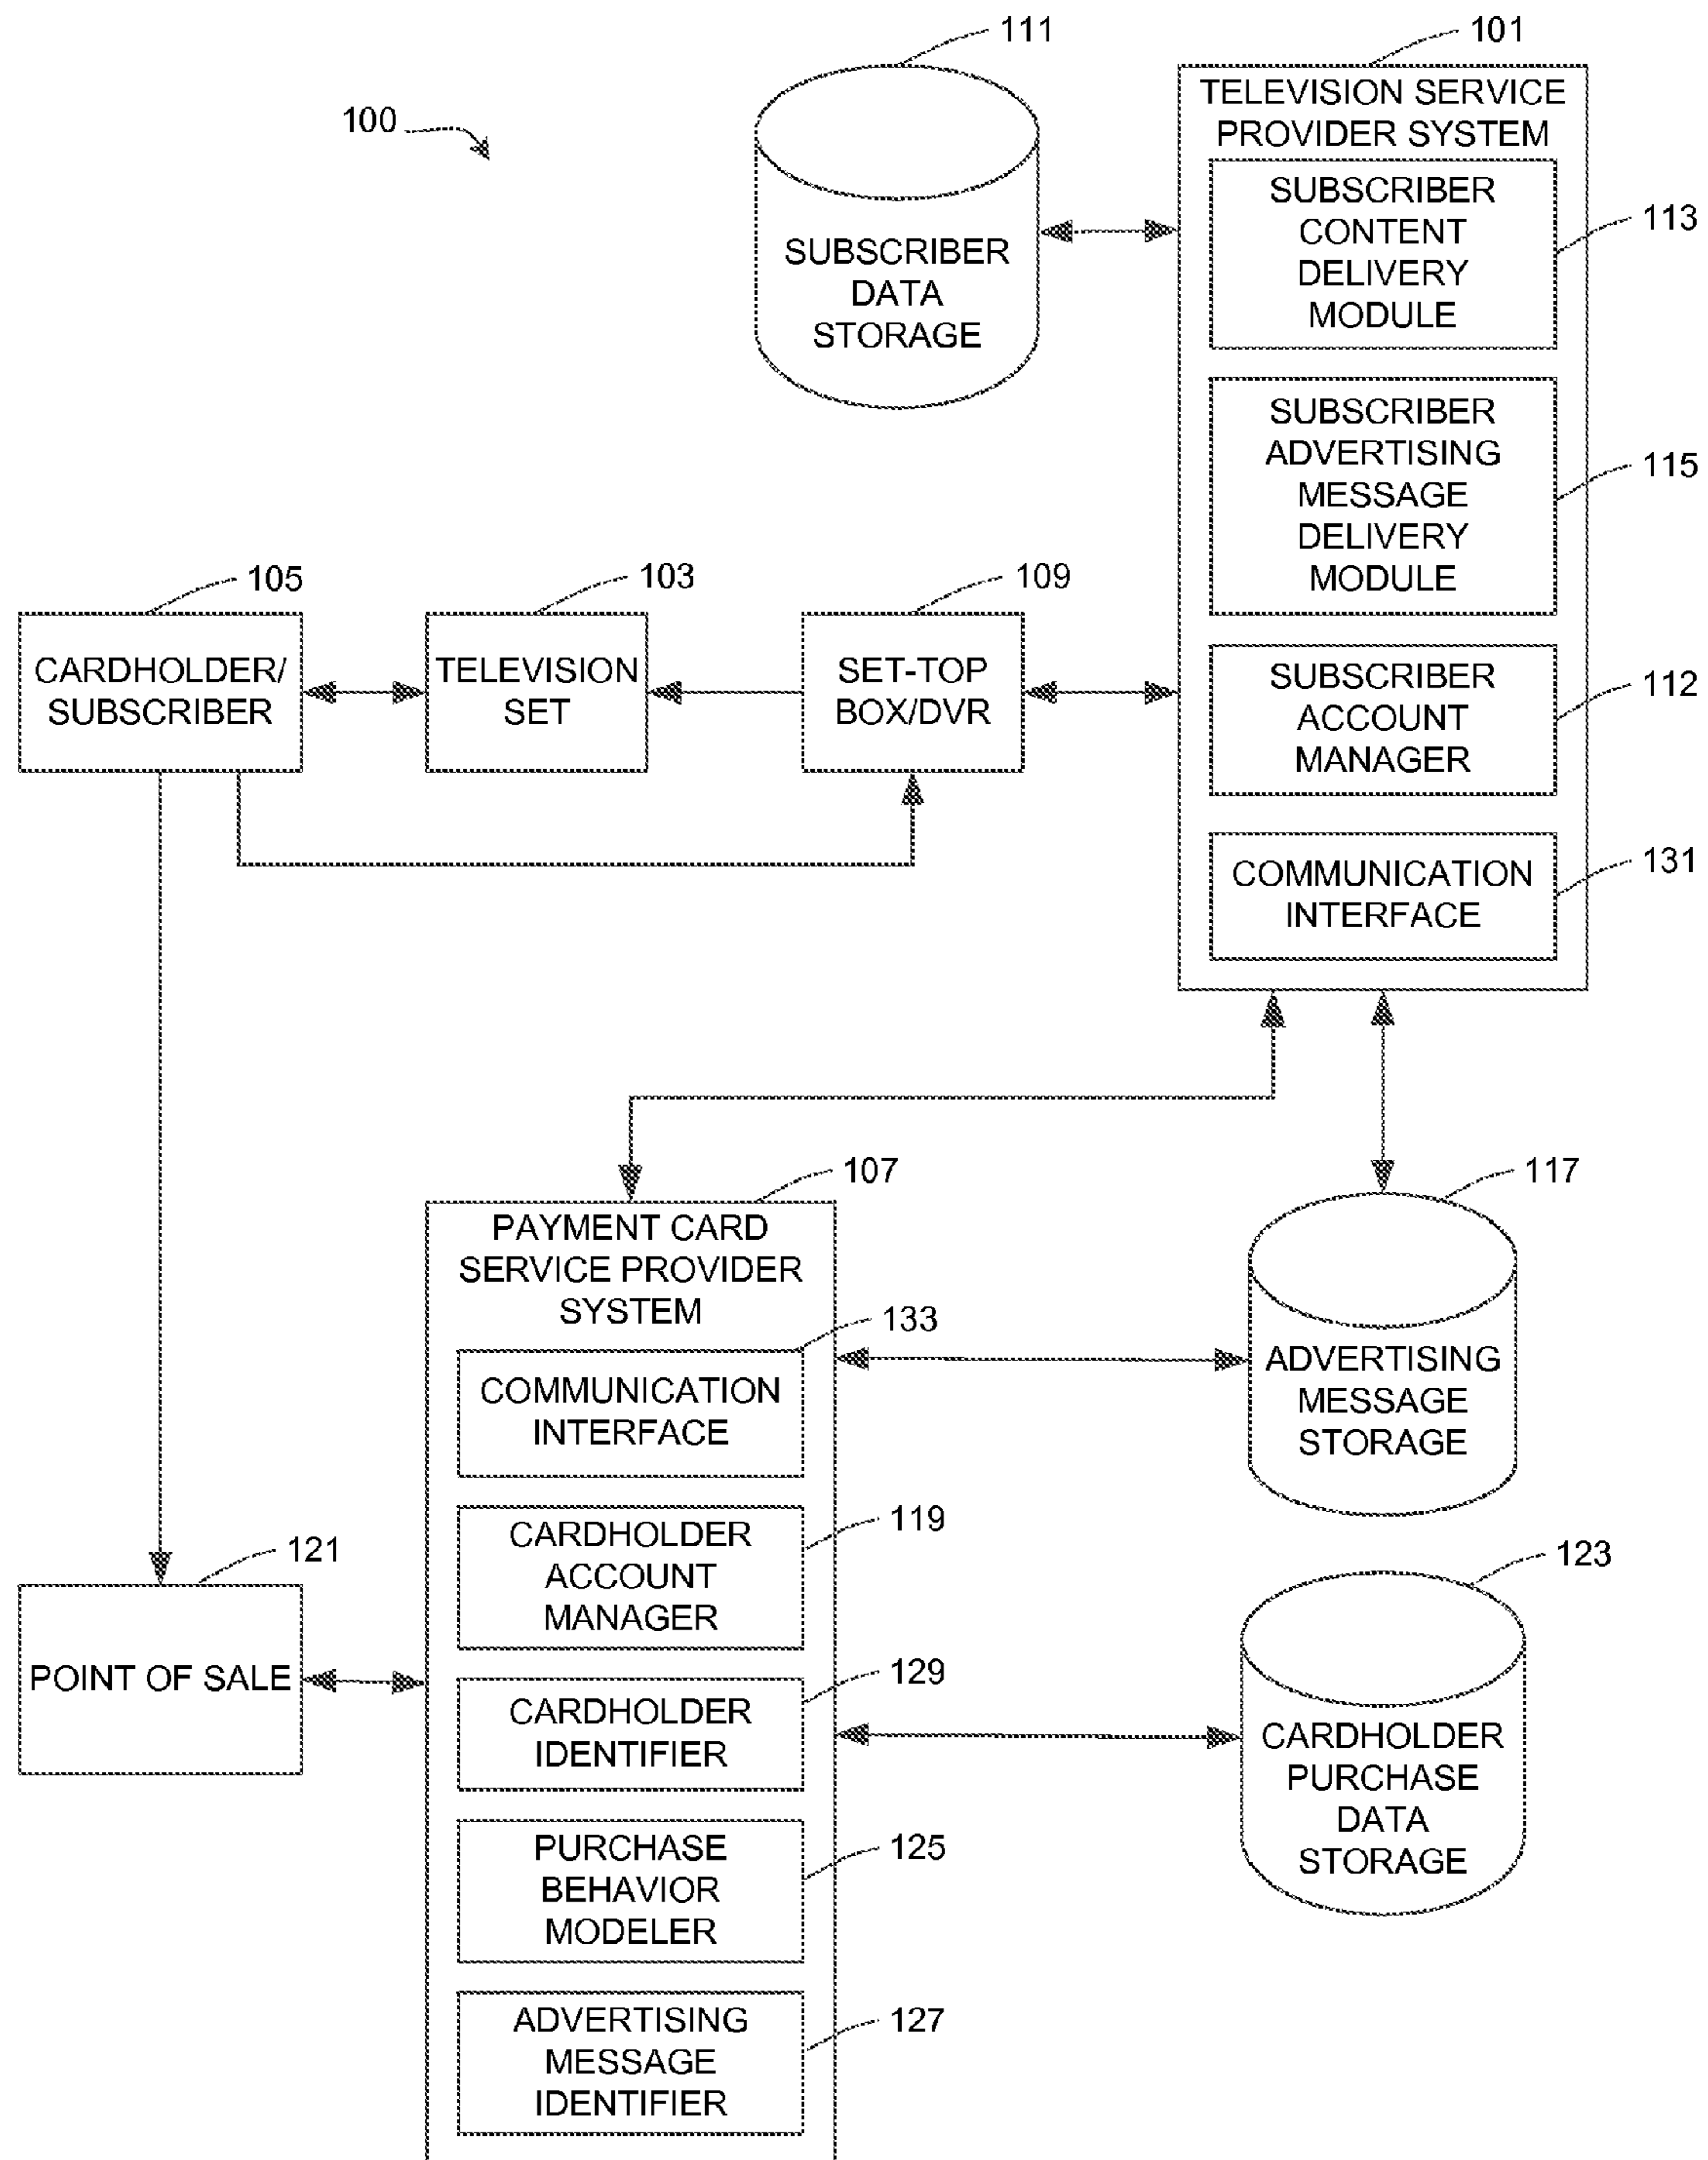 111
101
100
TELEVISION SERVICE
PROVIDER SYSTEM
SUBSCRIBER
CONTENT
DELIVERY
MODULE
113
SUBSCRIBER
DATA
STORAGE
SUBSCRIBER
ADVERTISING
MESSAGE
DELIVERY
MODULE
115
105
103
109
CARDHOLDER/
SUBSCRIBER
TELEVISION
SET
SET-TOP
BOX/DVR
SUBSCRIBER
ACCOUNT
MANAGER
112
COMMUNICATION
INTERFACE
131
107
117
PAYMENT CARD
SERVICE PROVIDER
SYSTEM
133
COMMUNICATION
INTERFACE
ADVERTISING
MESSAGE
STORAGE
CARDHOLDER
ACCOUNT
MANAGER
119
121
123
POINT OF SALE
CARDHOLDER
IDENTIFIER
129
CARDHOLDER
PURCHASE
DATA
STORAGE
PURCHASE
BEHAVIOR
MODELER
125
ADVERTISING
MESSAGE
IDENTIFIER
127